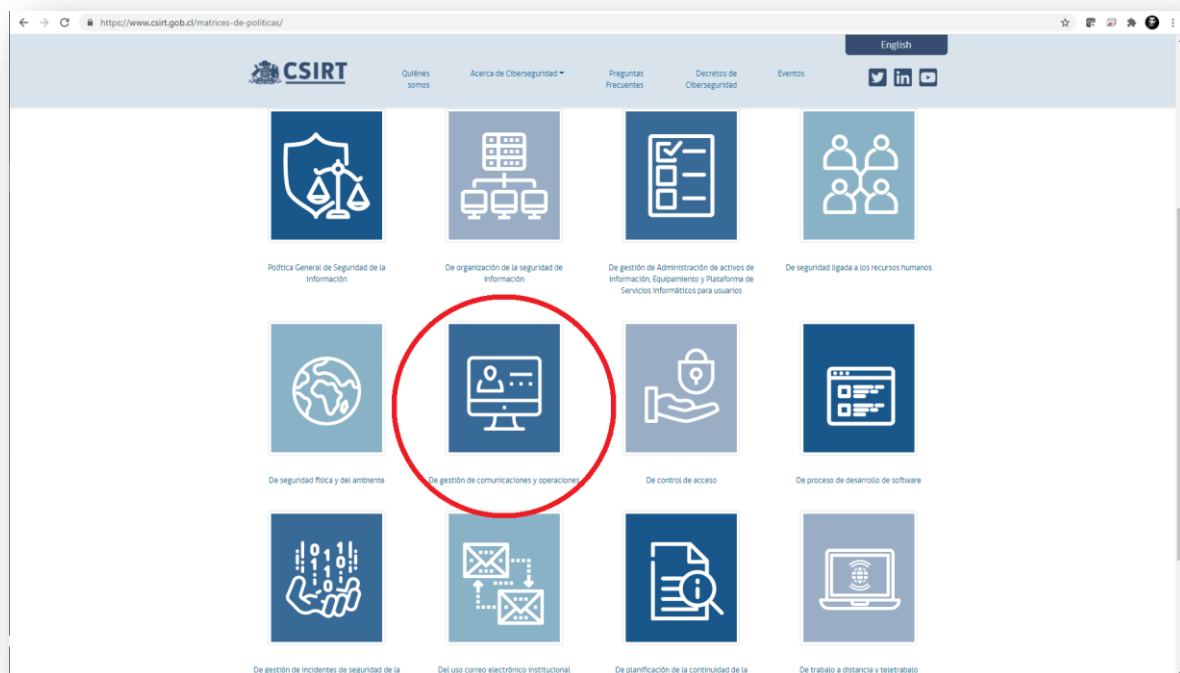 https://www.csirt.gob.cl/matrices-de-politicas/
English
CSIRT
Quiénes
somos
Acerca de Ciberseguridad
Preguntas
Frecuentes
Decretos de
Ciberseguridad
Eventos
Política General de Seguridad de la
Información
De organización de la seguridad de
información
De gestión de Administración de activos de
Información, Equipamiento y Plataforma de
Servicios Informáticos para usuarios
De seguridad ligada a los recursos humanos
De seguridad física y del ambiente
De gestión de comunicaciones y operaciones
De control de acceso
De proceso de desarrollo de software
De gestión de incidentes de seguridad de la
Del uso correo electrónico institucional
De planificación de la continuidad de la
De trabajo a distancia y teletrabajo